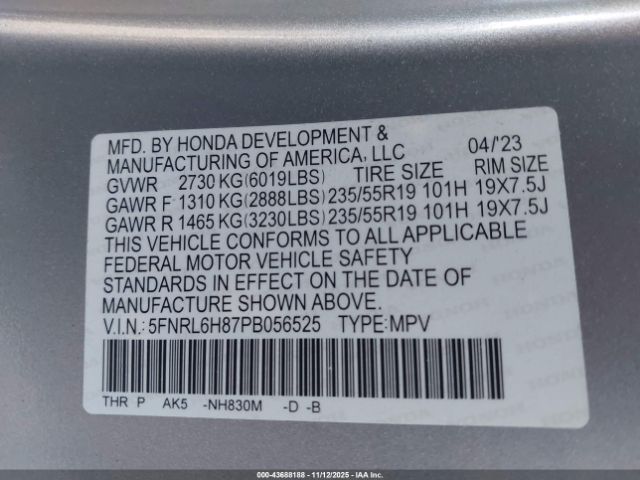 MFD. BY HONDA DEVELOPMENT &
MANUFACTURING OF AMERICA, LLC 04/'23
GVWR 2730 KG(6019LBS) TIRE SIZE RIM SIZE
GAWR F 1310 KG(2888LBS) 235/55R19 101H 19X7.5J
GAWR R 1465 KG(3230LBS) 235/55R19 101H 19X7.5J
THIS VEHICLE CONFORMS TO ALL APPLICABLE
FEDERAL MOTOR VEHICLE SAFETY
STANDARDS IN EFFECT ON THE DATE OF
MANUFACTURE SHOWN ABOVE.
V.I.N.: 5FNRL6H87PB056525 TYPE: MPV
THR P AK5 -NH830M -D -B
HONDA
000-43688188 - 11/12/2025 - IAA Inc.